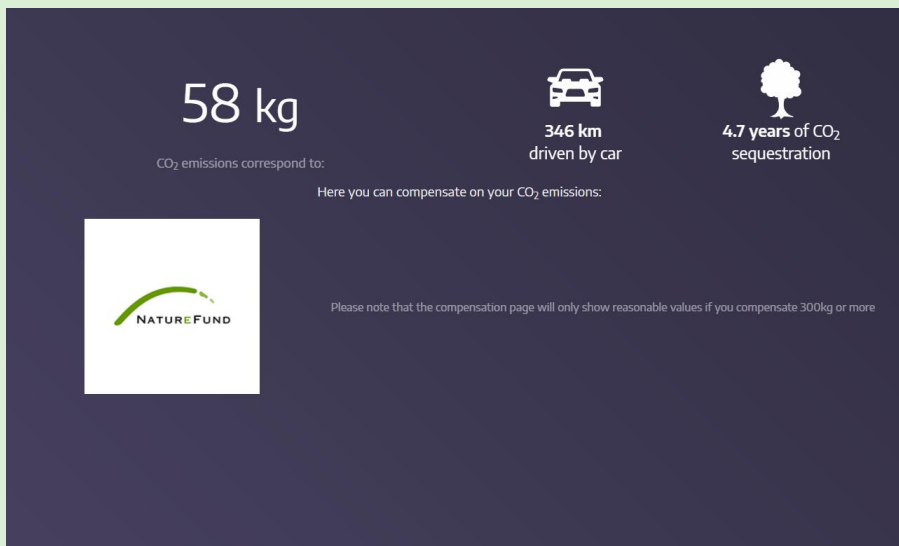 58 kg
CO₂ emissions correspond to:
346 km
driven by car
4.7 years of CO₂
sequestration
Here you can compensate on your CO₂ emissions:
NATUREFUND
Please note that the compensation page will only show reasonable values if you compensate 300kg or more